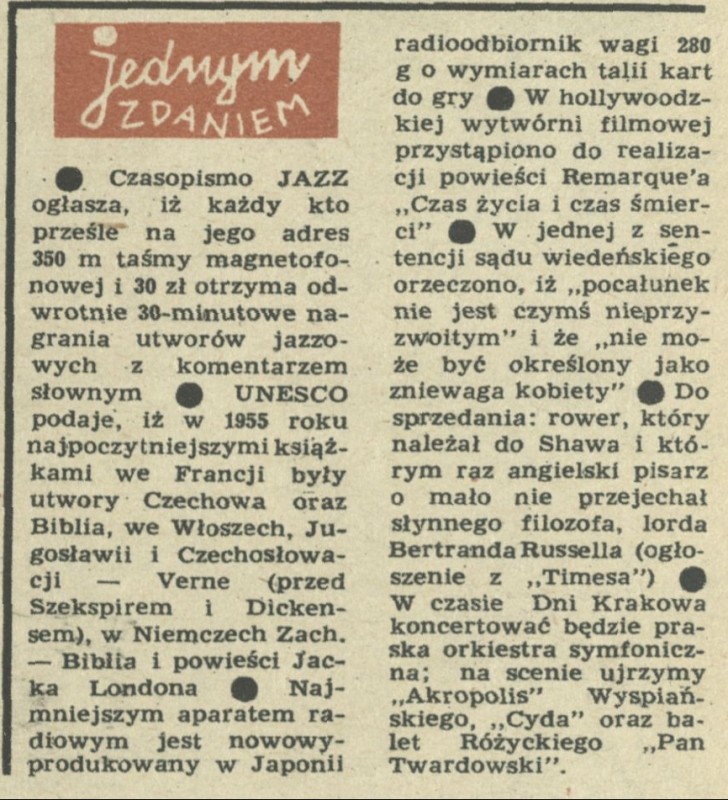 jednym
ZDANIEM
● Czasopismo JAZZ
ogłasza, iż każdy kto
prześle na jego adres
350 m taśmy magnetofo-
nowej i 30 zł otrzyma od-
wrotnie 30-minutowe na-
grania utworów jazzo-
wych z komentarzem
słownym ● UNESCO
podaje, iż w 1955 roku
najpoczytniejszymi książ-
kami we Francji były
utwory Czechowa oraz
Biblia, we Włoszech, Ju-
gosławii i Czechosłowa-
cji — Verne (przed
Szekspirem i Dicken-
sem), w Niemczech Zach.
— Biblia i powieści Jac-
ka Londona ● Naj-
mniejszym aparatem ra-
diowym jest nowowy-
produkowany w Japonii
radioodbiornik wagi 280
g o wymiarach talii kart
do gry ● W hollywoodz-
kiej wytwórni filmowej
przystąpiono do realiza-
cji powieści Remarque'a
„Czas życia i czas śmier-
ci" ● W jednej z sen-
tencji sądu wiedeńskiego
orzeczono, iż „pocałunek
nie jest czymś nieprzy-
zwoitym" i że „nie mo-
że być określony jako
zniewaga kobiety" ● Do
sprzedania: rower, który
należał do Shawa i któ-
rym raz angielski pisarz
o mało nie przejechał
słynnego filozofa, lorda
Bertranda Russella (ogło-
szenie z „Timesa") ●
W czasie Dni Krakowa
koncertować będzie pra-
ska orkiestra symfonicz-
na; na scenie ujrzymy
„Akropolis" Wyspiań-
skiego, „Cyda" oraz ba-
let Różyckiego „Pan
Twardowski".